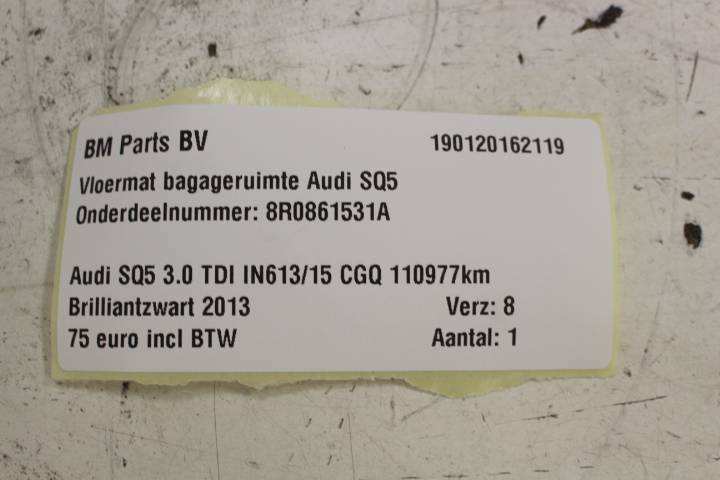 BM Parts BV 190120162119
Vloermat bagageruimte Audi SQ5
Onderdeelnummer: 8R0861531A
Audi SQ5 3.0 TDI IN613/15 CGQ 110977km
Brilliantzwart 2013 Verz: 8
75 euro incl BTW Aantal: 1